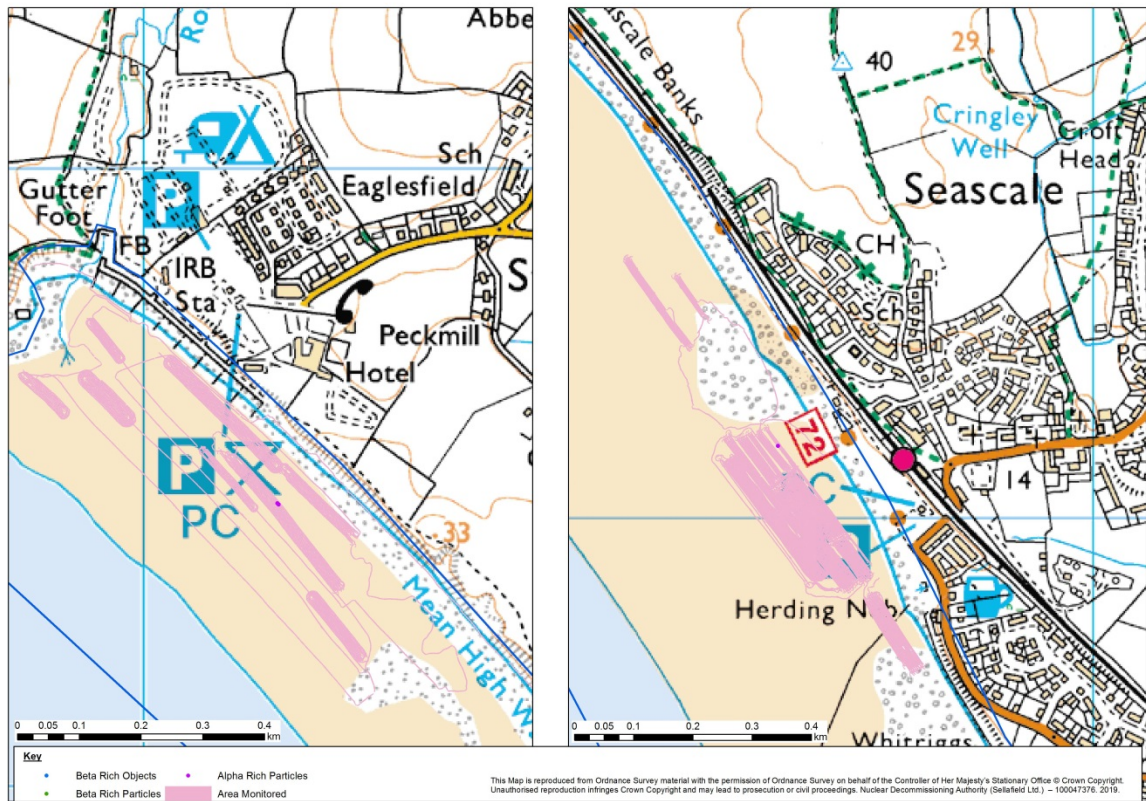 Abbe
Ro
Sch
Eaglesfield
Gutter
Foot
P
FB
IRB
Sta
S
Peckmill
Hotel
P
PC
33
Mean High W
0 0.05 0.1 0.2 0.3 0.4
km
ascale Banks
40
29
Cringley
Well
Croft
Head
Seascale
CH
Sch
PC
72
C
14
Herding N b
Whitriggs
0 0.05 0.1 0.2 0.3 0.4
km
Key
Beta Rich Objects
Alpha Rich Particles
Beta Rich Particles
Area Monitored
This Map is reproduced from Ordnance Survey material with the permission of Ordnance Survey on behalf of the Controller of Her Majesty's Stationary Office © Crown Copyright.
Unauthorised reproduction infringes Crown Copyright and may lead to prosecution or civil proceedings. Nuclear Decommissioning Authority (Sellafield Ltd.) – 100047376. 2019.